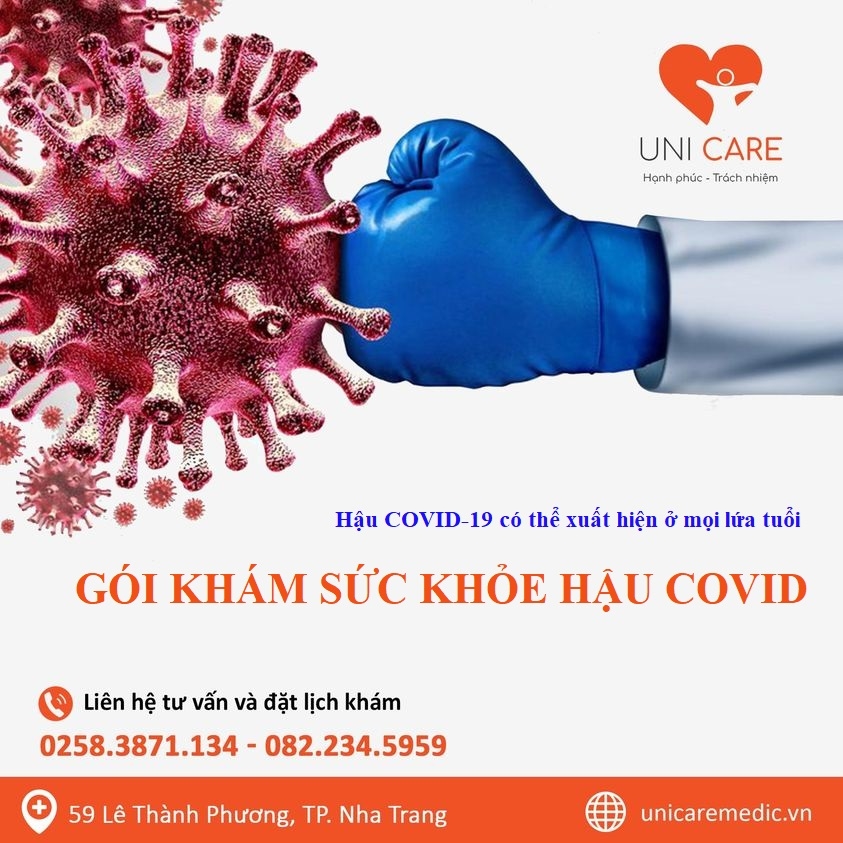 UNI CARE
Hạnh phúc - Trách nhiệm
Hậu COVID-19 có thể xuất hiện ở mọi lứa tuổi
GÓI KHÁM SỨC KHỎE HẬU COVID
Liên hệ tư vấn và đặt lịch khám
0258.3871.134 - 082.234.5959
59 Lê Thành Phương, TP. Nha Trang
unicaremedic.vn